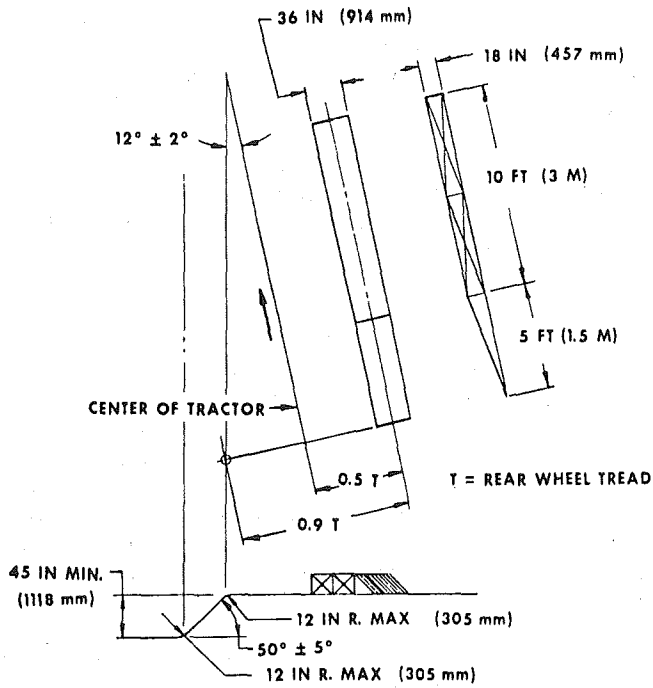 36 IN (914 mm)
18 IN (457 mm)
12° ± 2°
10 FT (3 M)
5 FT (1.5 M)
CENTER OF TRACTOR
0.5 T
T = REAR WHEEL TREAD
0.9 T
45 IN MIN.
(1118 mm)
12 IN R. MAX (305 mm)
50° ± 5°
12 IN R. MAX (305 mm)